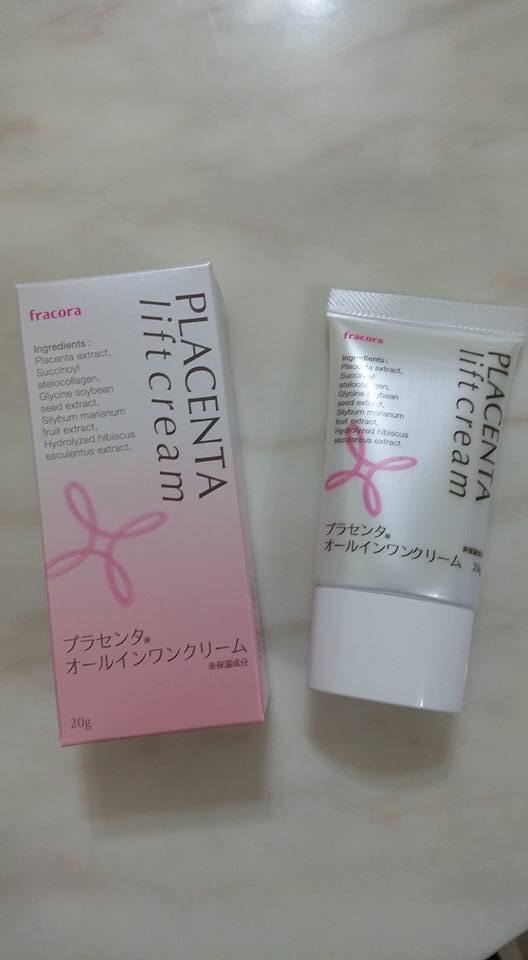 fracora
Ingredients:
Placenta extract,
Succinoyl
atelocollagen,
Glycine soybean
seed extract,
Silybum marianum
fruit extract,
Hydrolyzed hibiscus
esculentus extract.
PLACENTA
lift cream
プラセンタ※
オールインワンクリーム
※保湿成分
20g
fracora
Ingredients:
Placenta extract,
Succinoyl
atelocollagen,
Glycine soybean
seed extract,
Silybum marianum
fruit extract,
Hydrolyzed hibiscus
esculentus extract.
PLACENTA
lift cream
プラセンタ※
オールインワンクリーム
※保湿成分
20g